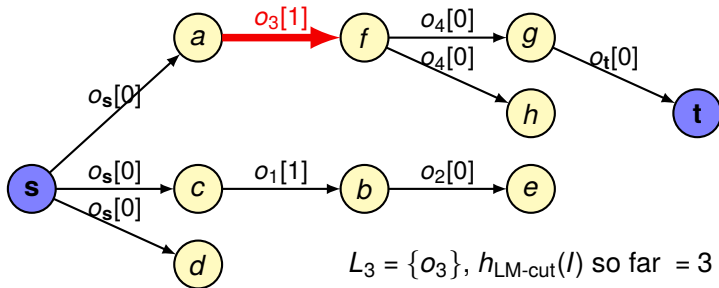 a o₃[1] f o₄[0] g
o₄[0] oₜ[0]
oₛ[0] h t
s oₛ[0] c o₁[1] b o₂[0] e
oₛ[0]
d
L₃ = {o₃}, h_LM-cut(I) so far = 3